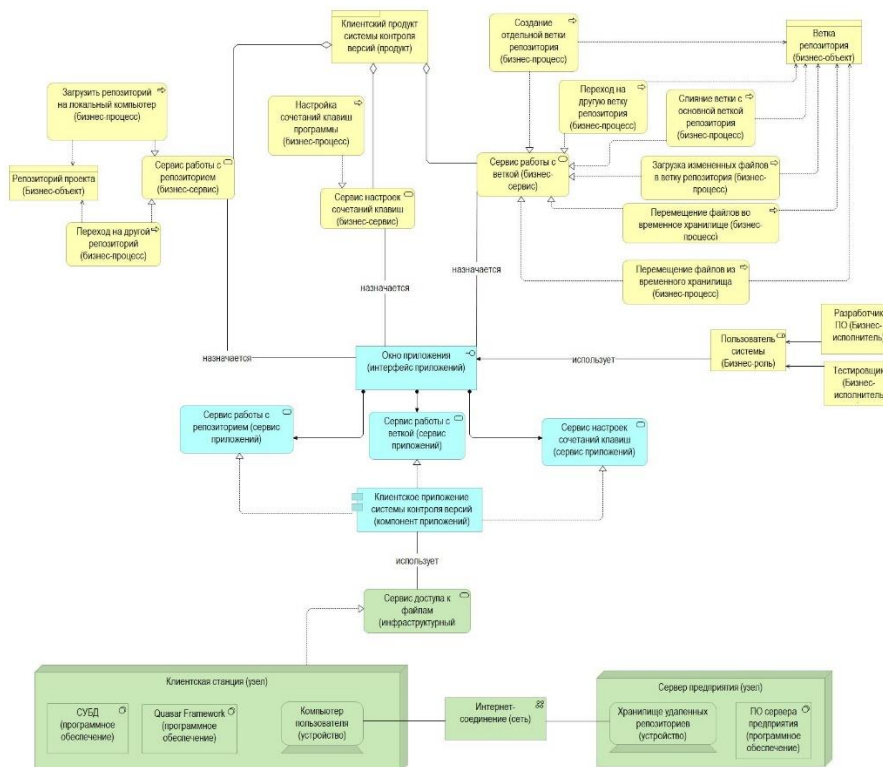 Клиентский продукт
системы контроля
версий (продукт)
Создание
отдельной ветки
репозитория
(бизнес-процесс)
Ветка
репозитория
(бизнес-объект)
Загрузить репозиторий
на локальный компьютер
(бизнес-процесс)
Настройка
сочетаний клавиш
программы
(бизнес-процесс)
Переход на
другую ветку
репозитория
(бизнес-процесс)
Слияние ветки с
основной веткой
репозитория
(бизнес-процесс)
Репозиторий проекта
(Бизнес-объект)
Сервис работы с
репозиторием
(бизнес-сервис)
Сервис работы с
веткой (бизнес-
сервис)
Загрузка измененных файлов
в ветку репозитория (бизнес-
процесс)
Сервис настроек
сочетаний клавиш
(бизнес-сервис)
Переход на другой
репозиторий
(бизнес-процесс)
Перемещение файлов во
временное хранилище (бизнес-
процесс)
Перемещение файлов из
временного хранилища
(бизнес-процесс)
назначается
назначается
назначается
Разработчик
ПО (Бизнес-
исполнитель)
Пользователь
системы
(Бизнес-роль)
использует
Тестировщик
(Бизнес-
исполнитель)
Окно приложения
(интерфейс приложений)
Сервис работы с
репозиторием (сервис
приложений)
Сервис работы с
веткой (сервис
приложений)
Сервис настроек
сочетаний клавиш
(сервис приложений)
Клиентское приложение
системы контроля версий
(компонент приложений)
использует
Сервис доступа к
файлам
(инфраструктурный
Клиентская станция (узел)
СУБД
(программное
обеспечение)
Quasar Framework
(программное
обеспечение)
Компьютер
пользователя
(устройство)
Интернет-
соединение (сеть)
Сервер предприятия (узел)
Хранилище удаленных
репозиториев
(устройство)
ПО сервера
предприятия
(программное
обеспечение)